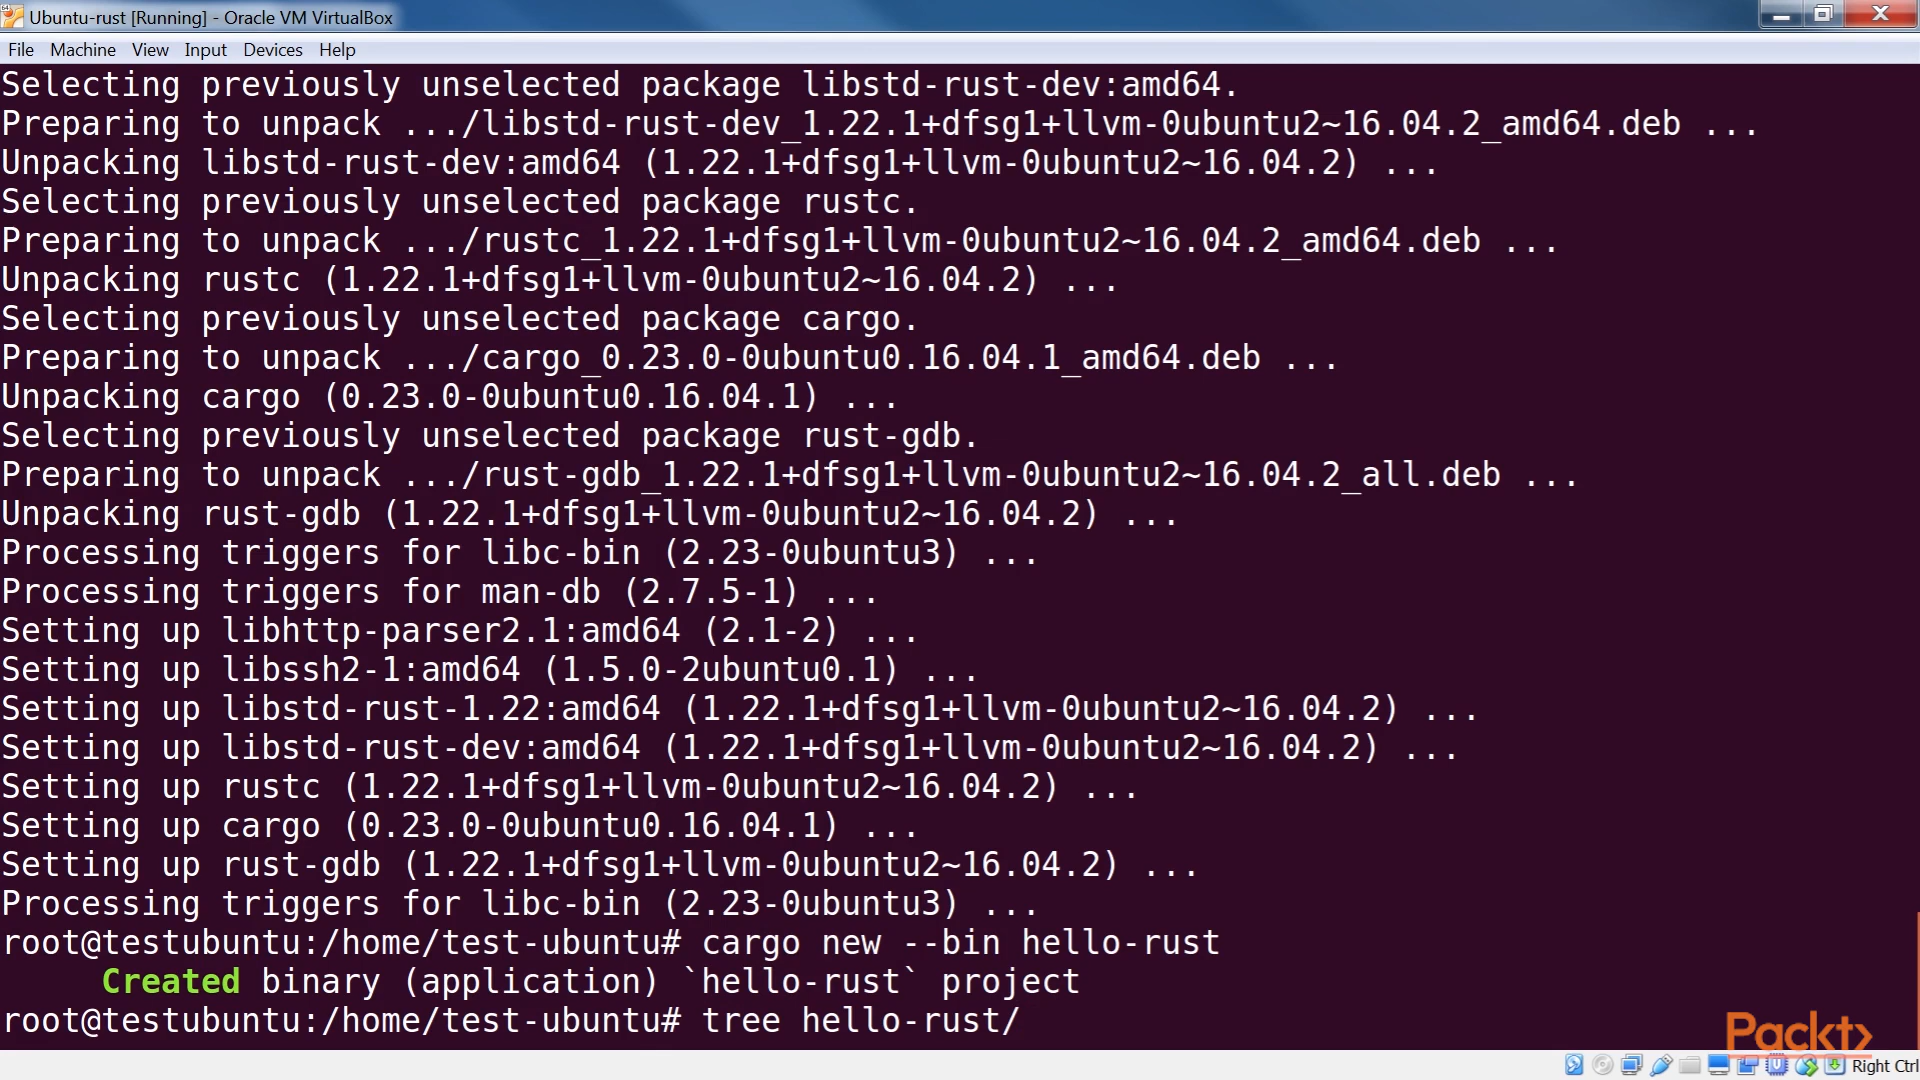 Ubuntu-rust [Running] - Oracle VM VirtualBox
File Machine View Input Devices Help
Selecting previously unselected package libstd-rust-dev:amd64.
Preparing to unpack .../libstd-rust-dev_1.22.1+dfsg1+llvm-0ubuntu2~16.04.2_amd64.deb ...
Unpacking libstd-rust-dev:amd64 (1.22.1+dfsg1+llvm-0ubuntu2~16.04.2) ...
Selecting previously unselected package rustc.
Preparing to unpack .../rustc_1.22.1+dfsg1+llvm-0ubuntu2~16.04.2_amd64.deb ...
Unpacking rustc (1.22.1+dfsg1+llvm-0ubuntu2~16.04.2) ...
Selecting previously unselected package cargo.
Preparing to unpack .../cargo_0.23.0-0ubuntu0.16.04.1_amd64.deb ...
Unpacking cargo (0.23.0-0ubuntu0.16.04.1) ...
Selecting previously unselected package rust-gdb.
Preparing to unpack .../rust-gdb_1.22.1+dfsg1+llvm-0ubuntu2~16.04.2_all.deb ...
Unpacking rust-gdb (1.22.1+dfsg1+llvm-0ubuntu2~16.04.2) ...
Processing triggers for libc-bin (2.23-0ubuntu3) ...
Processing triggers for man-db (2.7.5-1) ...
Setting up libhttp-parser2.1:amd64 (2.1-2) ...
Setting up libssh2-1:amd64 (1.5.0-2ubuntu0.1) ...
Setting up libstd-rust-1.22:amd64 (1.22.1+dfsg1+llvm-0ubuntu2~16.04.2) ...
Setting up libstd-rust-dev:amd64 (1.22.1+dfsg1+llvm-0ubuntu2~16.04.2) ...
Setting up rustc (1.22.1+dfsg1+llvm-0ubuntu2~16.04.2) ...
Setting up cargo (0.23.0-0ubuntu0.16.04.1) ...
Setting up rust-gdb (1.22.1+dfsg1+llvm-0ubuntu2~16.04.2) ...
Processing triggers for libc-bin (2.23-0ubuntu3) ...
root@testubuntu:/home/test-ubuntu# cargo new --bin hello-rust
Created binary (application) `hello-rust` project
root@testubuntu:/home/test-ubuntu# tree hello-rust/
Packt>
Right Ctrl